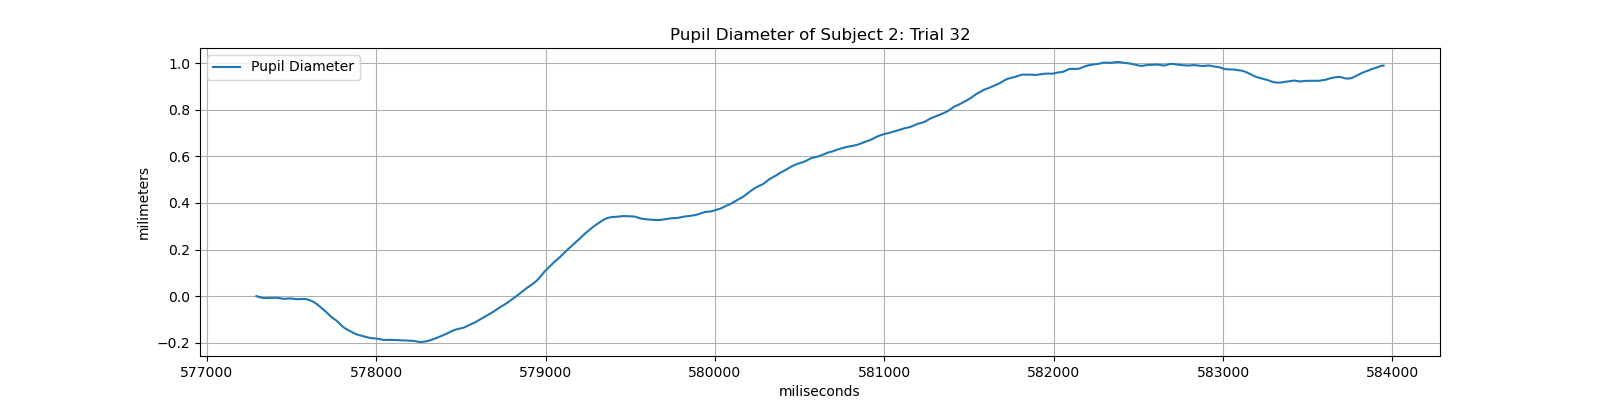 Pupil Diameter of Subject 2: Trial 32
Pupil Diameter
1.0
0.8
0.6
0.4
0.2
0.0
−0.2
milimeters
577000 578000 579000 580000 581000 582000 583000 584000
miliseconds